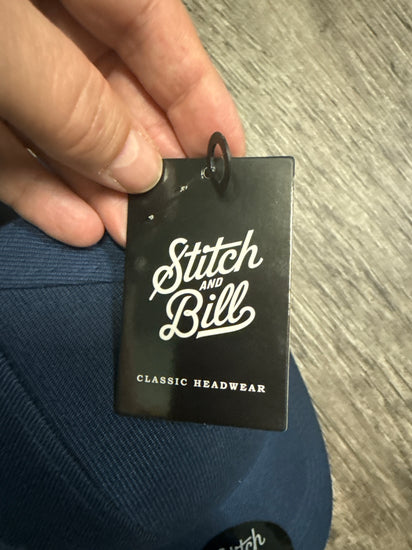 Stitch
AND
Bill
CLASSIC HEADWEAR